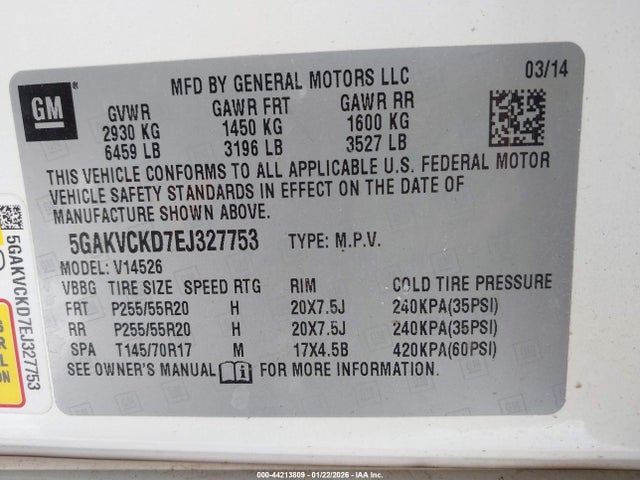 GM
MFD BY GENERAL MOTORS LLC 03/14
GVWR GAWR FRT GAWR RR
2930 KG 1450 KG 1600 KG
6459 LB 3196 LB 3527 LB
THIS VEHICLE CONFORMS TO ALL APPLICABLE U.S. FEDERAL MOTOR
VEHICLE SAFETY STANDARDS IN EFFECT ON THE DATE OF
MANUFACTURE SHOWN ABOVE.
5GAKVCKD7EJ327753 TYPE: M.P.V.
MODEL: V14526
VBBG TIRE SIZE SPEED RTG RIM COLD TIRE PRESSURE
FRT P255/55R20 H 20X7.5J 240KPA(35PSI)
RR P255/55R20 H 20X7.5J 240KPA(35PSI)
SPA T145/70R17 M 17X4.5B 420KPA(60PSI)
SEE OWNER'S MANUAL FOR MORE INFORMATION.
5GAKVCKD7EJ327753
000-44213809 - 01/22/2026 - © IAA Inc.